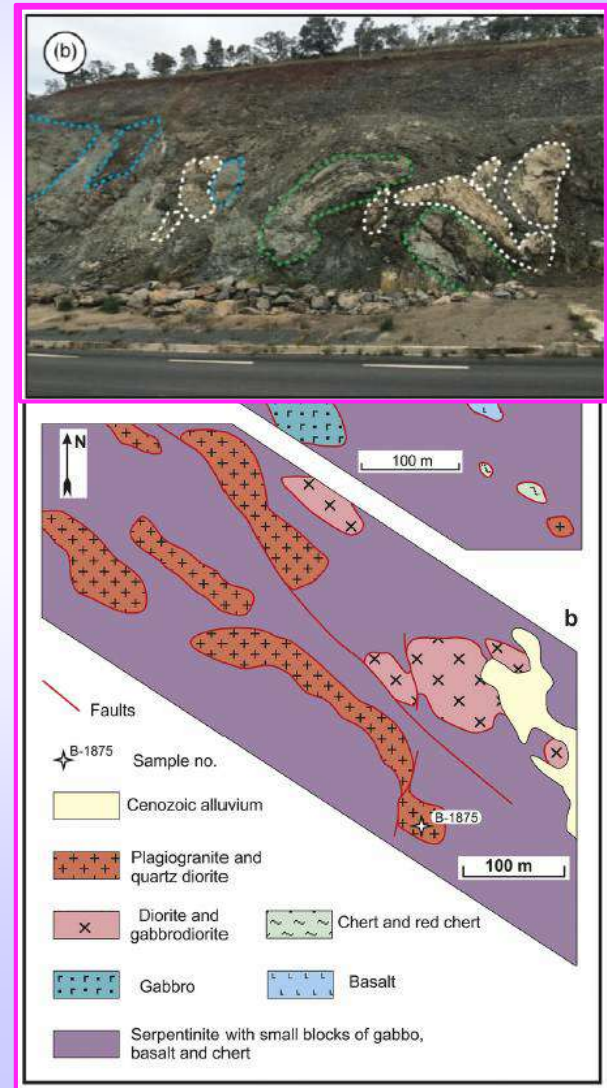 (b)
100 m
N
b
Faults
B-1875
Sample no.
Cenozoic alluvium
B-1875
100 m
Plagiogranite and
quartz diorite
Diorite and
gabbrodiorite
Chert and red chert
Gabbro
Basalt
Serpentinite with small blocks of gabbo,
basalt and chert